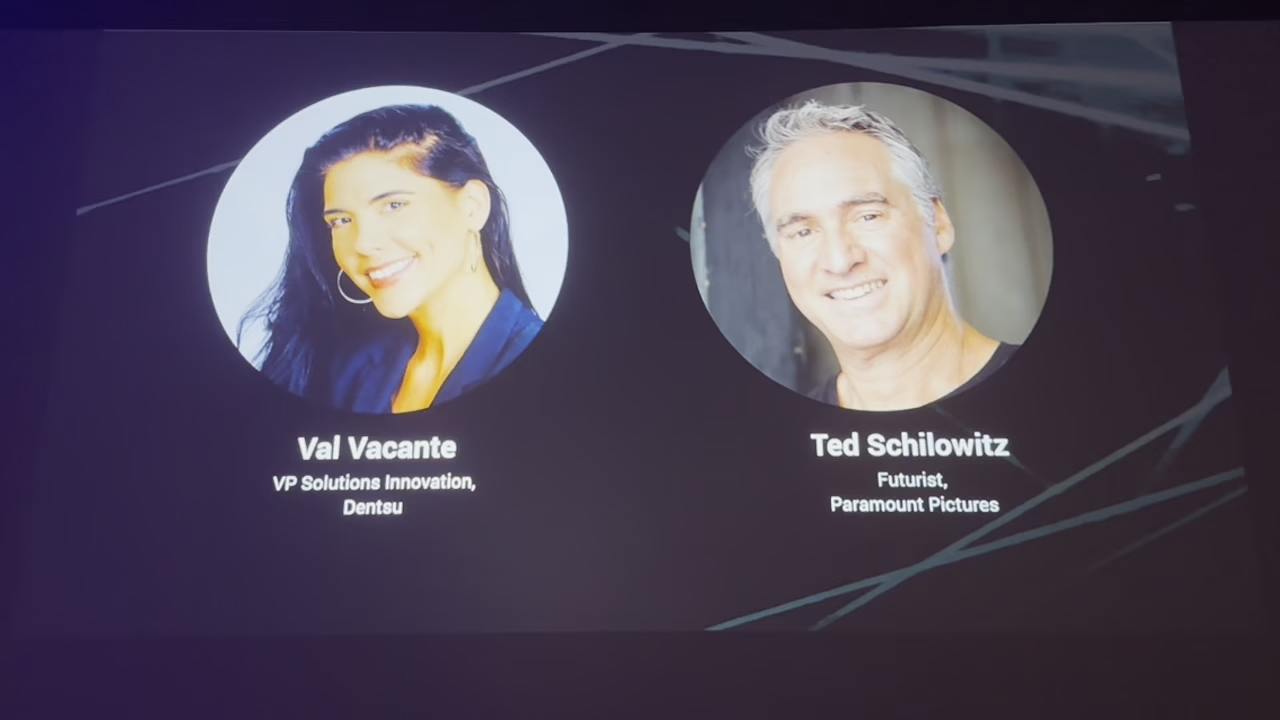 Val Vacante
VP Solutions Innovation,
Dentsu
Ted Schilowitz
Futurist,
Paramount Pictures